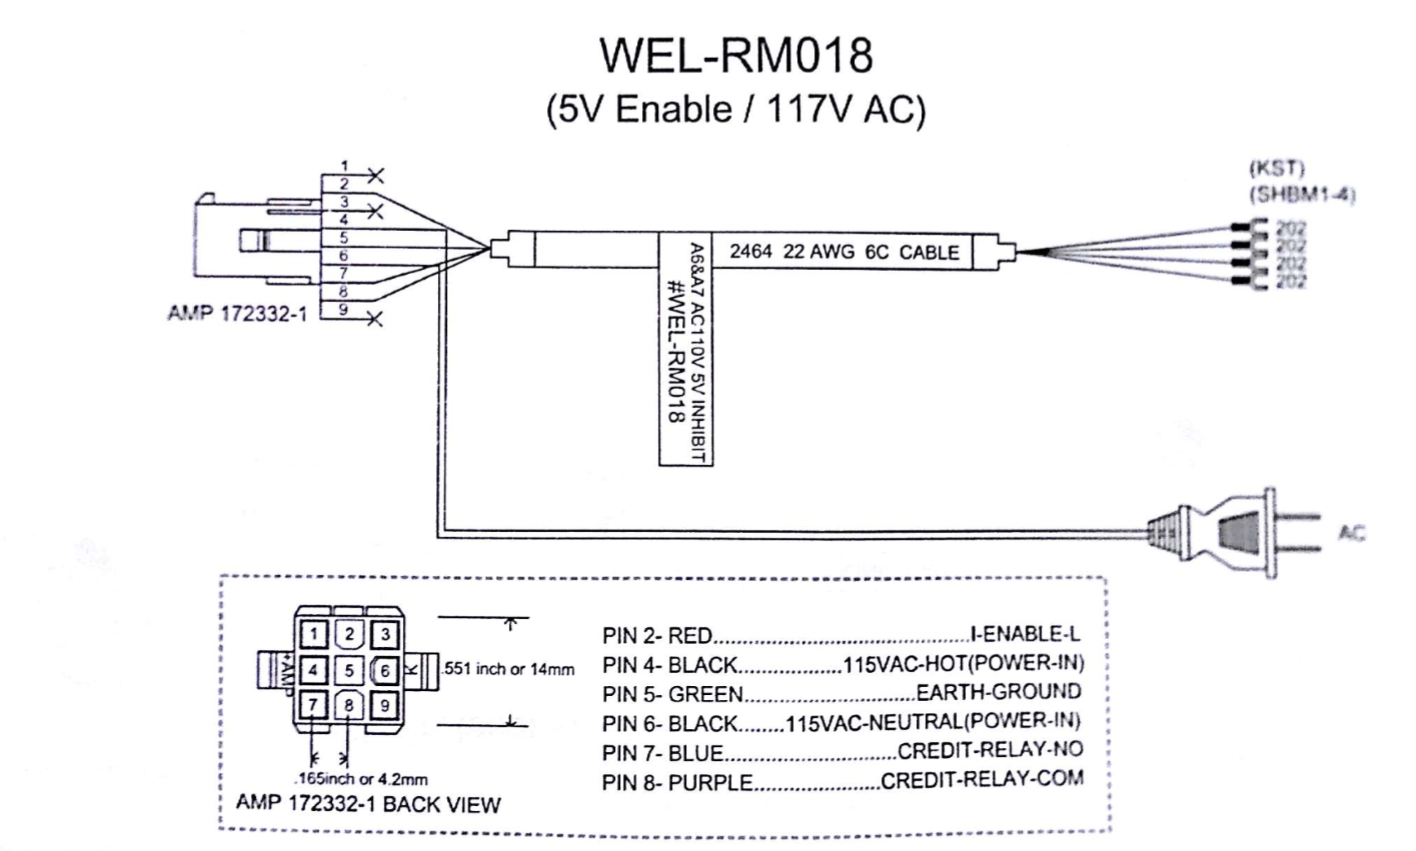 WEL-RM018
(5V Enable / 117V AC)
1
2
3
4
5
6
7
8
9
AMP 172332-1
A6&A7 AC110V 5V INHIBIT
#WEL-RM018
2464 22 AWG 6C CABLE
(KST)
(SHBM1-4)
202
202
202
202
AC
1 2 3
4 5 6
7 8 9
AM
K
.551 inch or 14mm
.165inch or 4.2mm
AMP 172332-1 BACK VIEW
PIN 2- RED.......................................I-ENABLE-L
PIN 4- BLACK................115VAC-HOT(POWER-IN)
PIN 5- GREEN..........................EARTH-GROUND
PIN 6- BLACK........115VAC-NEUTRAL(POWER-IN)
PIN 7- BLUE..........................CREDIT-RELAY-NO
PIN 8- PURPLE...................CREDIT-RELAY-COM